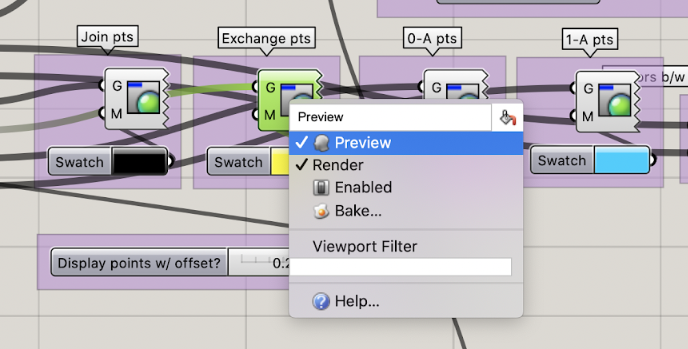 Join pts
Exchange pts
0-A pts
1-A pts
ors b/w
G
M
G
M
G
M
G
M
Preview
✓ Preview
✓ Render
Enabled
Bake...
Viewport Filter
Help...
Swatch
Swatch
Swatch
Display points w/ offset?
0.2